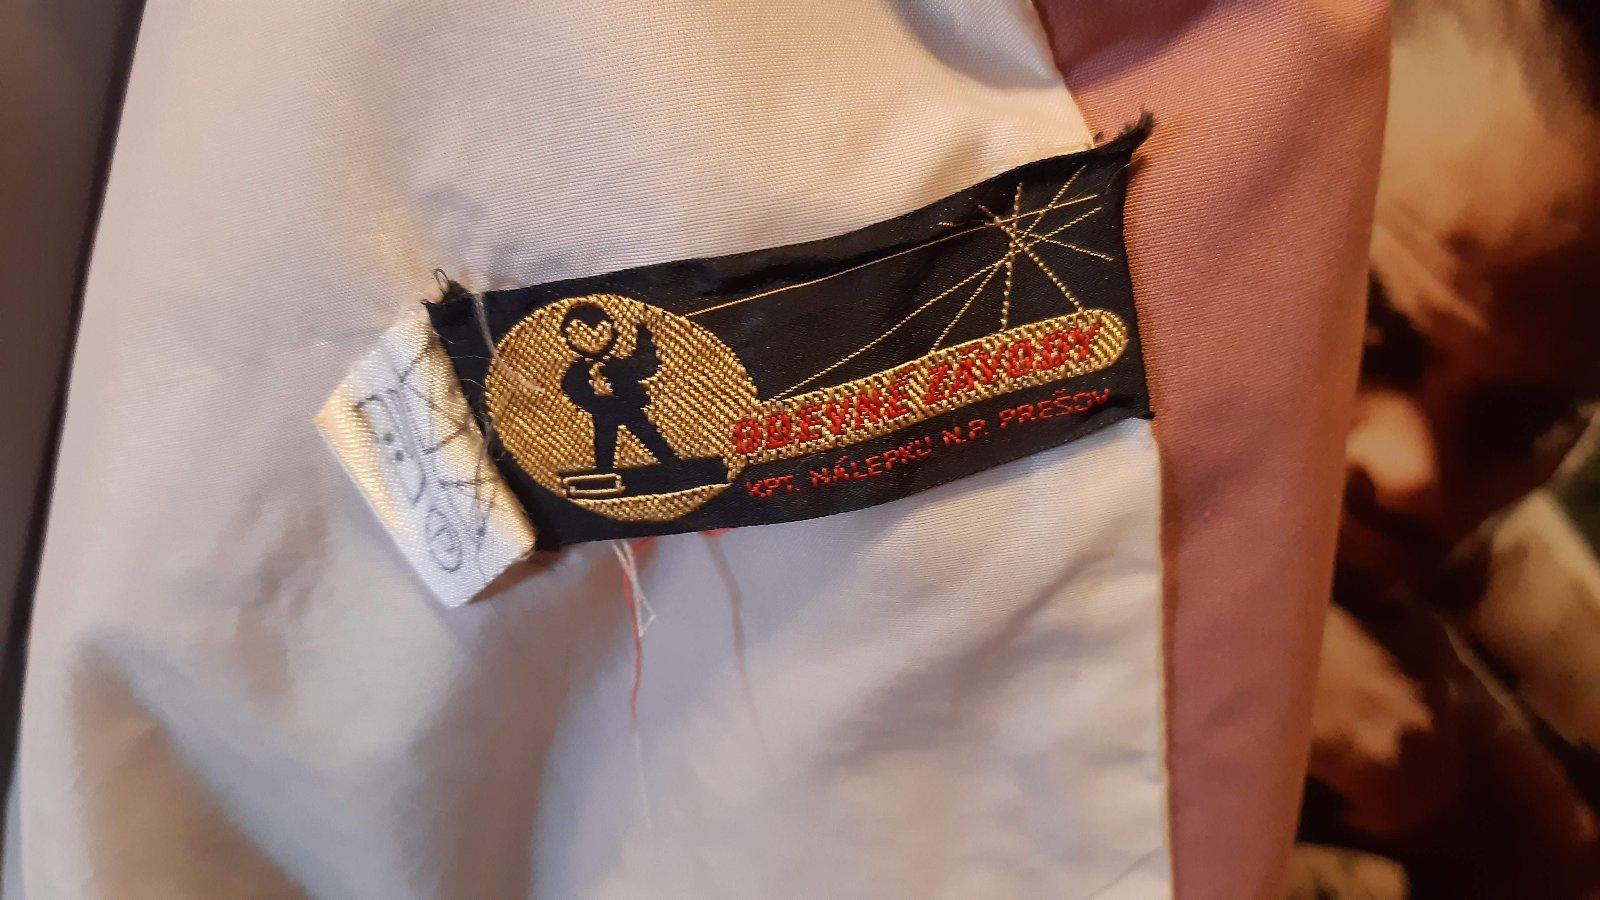 ODEVNÉ ZÁVODY
KPT. NÁLEPKU N.P. PREŠOV